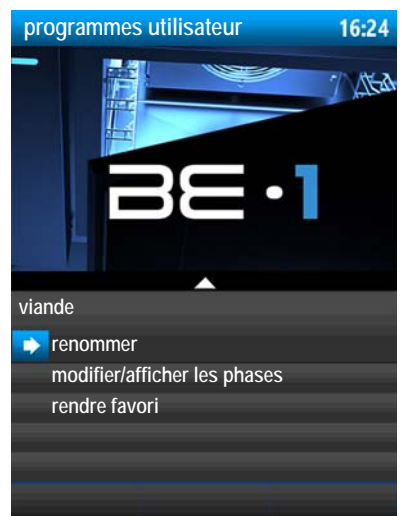 programmes utilisateur 16:24
BE·1
viande
renommer
modifier/afficher les phases
rendre favori